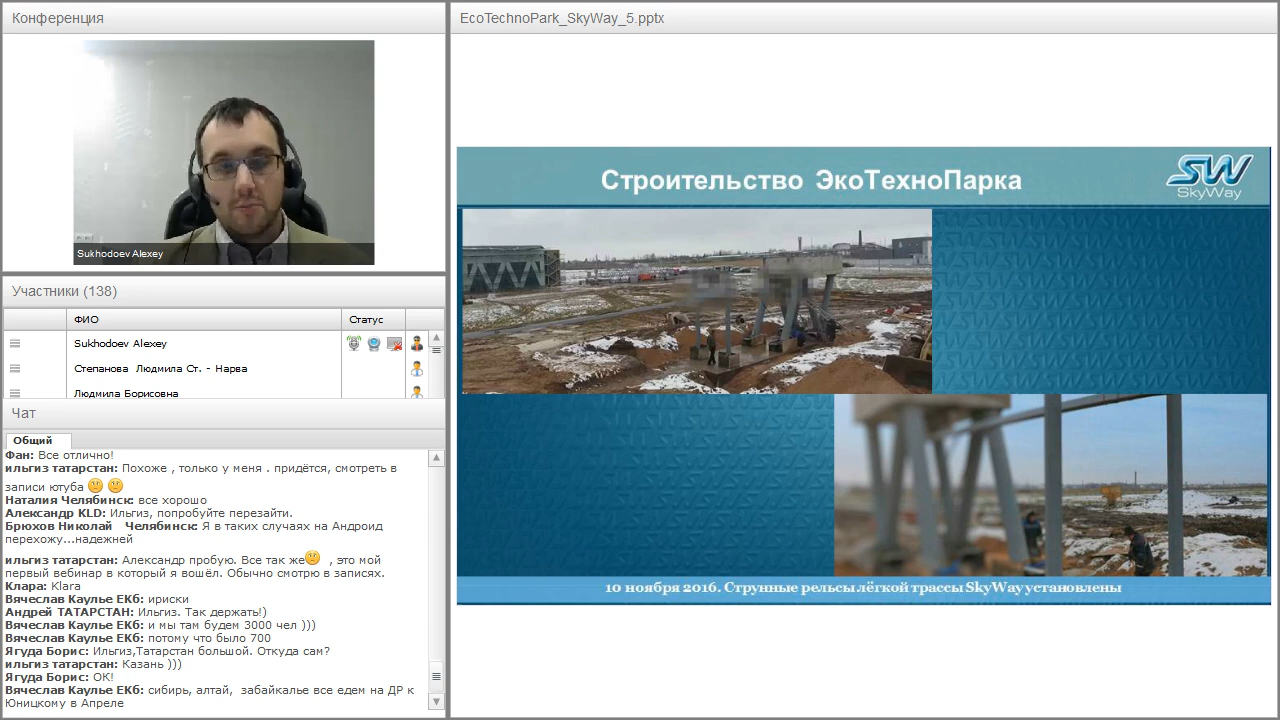 Конференция
Sukhodoev Alexey
Участники (138)
ФИО
Статус
Sukhodoev Alexey
Степанова Людмила Ст. - Нарва
Людмила Борисовна
Чат
Общий
Фан: Все отлично!
ильгиз татарстан: Похоже , только у меня . придётся, смотреть в
записи ютуба
Наталия Челябинск: все хорошо
Александр KLD: Ильгиз, попробуйте перезайти.
Брюхов Николай Челябинск: Я в таких случаях на Андроид
перехожу...надежней
ильгиз татарстан: Александр пробую. Все так же , это мой
первый вебинар в который я вошёл. Обычно смотрю в записях.
Клара: Klara
Вячеслав Каулье ЕКб: ириски
Андрей ТАТАРСТАН: Ильгиз. Так держать!)
Вячеслав Каулье ЕКб: и мы там будем 3000 чел )))
Вячеслав Каулье ЕКб: потому что было 700
Ягуда Борис: Ильгиз,Татарстан большой. Откуда сам?
ильгиз татарстан: Казань )))
Ягуда Борис: ОК!
Вячеслав Каулье ЕКб: сибирь, алтай, забайкалье все едем на ДР к
Юницкому в Апреле
EcoTechnoPark_SkyWay_5.pptx
Строительство ЭкоТехноПарка
SW
SkyWay
10 ноября 2016. Струнные рельсы лёгкой трассы SkyWay установлены